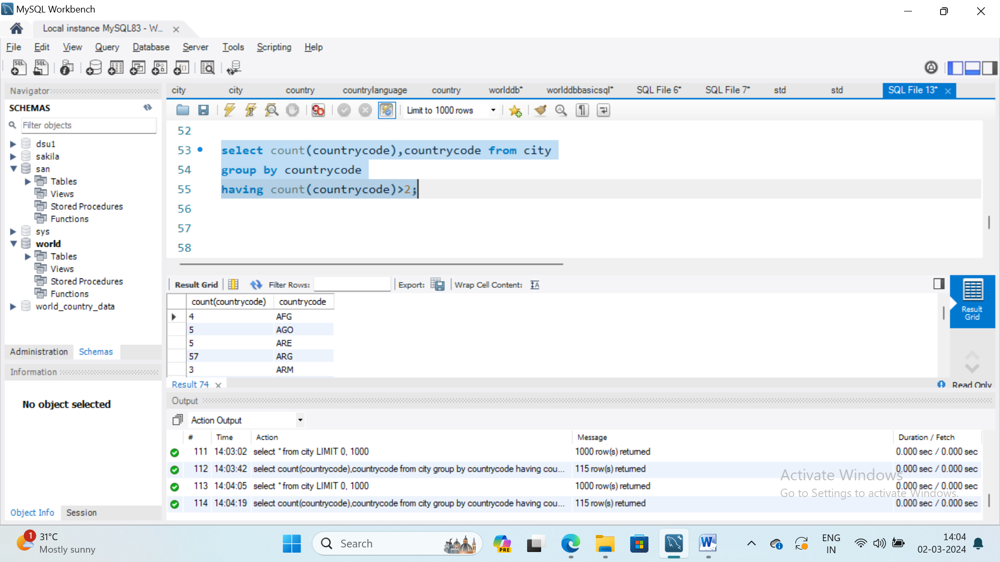 MySQL Workbench
Local instance MySQL83 - W...
File Edit View Query Database Server Tools Scripting Help
Navigator
city city country countrylanguage country worlddb* worlddbbasicsql* SQL File 6* SQL File 7* std std SQL File 13*
SCHEMAS
Limit to 1000 rows
Filter objects
dsu1
sakila
san
Tables
Views
Stored Procedures
Functions
sys
world
Tables
Views
Stored Procedures
Functions
world_country_data
Administration Schemas
Information
No object selected
Object Info Session
52
53 select count(countrycode),countrycode from city
54 group by countrycode
55 having count(countrycode)>2;
56
57
58
Result Grid Filter Rows: Export: Wrap Cell Content:
count(countrycode) countrycode
4 AFG
5 AGO
5 ARE
57 ARG
3 ARM
Result Grid
Result 74
Read Only
Output
Action Output
# Time Action Message Duration / Fetch
111 14:03:02 select * from city LIMIT 0, 1000 1000 row(s) returned 0.000 sec / 0.000 sec
112 14:03:42 select count(countrycode),countrycode from city group by countrycode having cou... 115 row(s) returned 0.000 sec / 0.000 sec
113 14:04:05 select * from city LIMIT 0, 1000 1000 row(s) returned 0.000 sec / 0.000 sec
114 14:04:19 select count(countrycode),countrycode from city group by countrycode having cou... 115 row(s) returned 0.000 sec / 0.000 sec
Activate Windows
Go to Settings to activate Windows.
1
31°C
Mostly sunny
Search
PRE
ENG
IN
14:04
02-03-2024